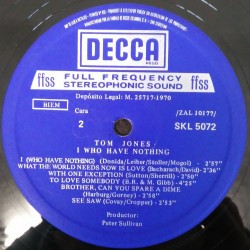 DECCA
ffss FULL FREQUENCY ffss
STEREOPHONIC SOUND
Depósito Legal: M. 25717-1970
BIEM
Cara /ZAL 10177/
2 SKL 5072
TOM JONES
I WHO HAVE NOTHING
I (WHO HAVE NOTHING) (Donida/Leiber/Stoller/Mogol) - 2'57"
WHAT THE WORLD NEEDS NOW IS LOVE (Bacharach/David) - 2'36"
WITH ONE EXCEPTION (Sutton/Sherrill) - 2'50"
TO LOVE SOMEBODY (B.R. & M. Gibb) - 4'25"
BROTHER, CAN YOU SPARE A DIME
(Harburg/Gorney) - 3'58"
SEE SAW (Covay/Cropper) - 2'53"
Productor:
Peter Sullivan